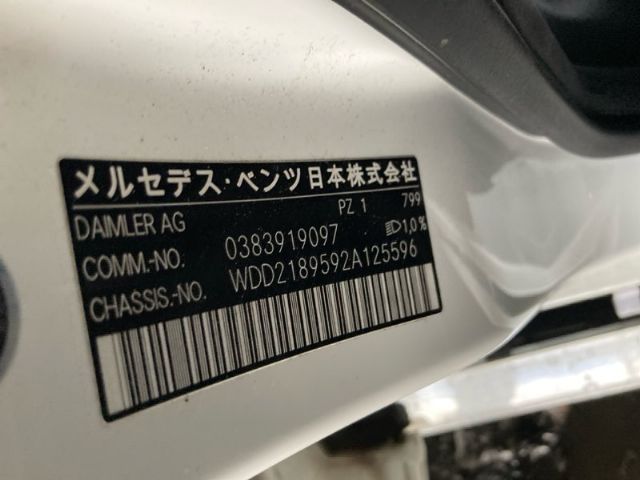 メルセデス・ベンツ日本株式会社
DAIMLER AG PZ 1 799
COMM.-NO. 0383919097 1,0%
CHASSIS.-NO. WDD2189592A125596